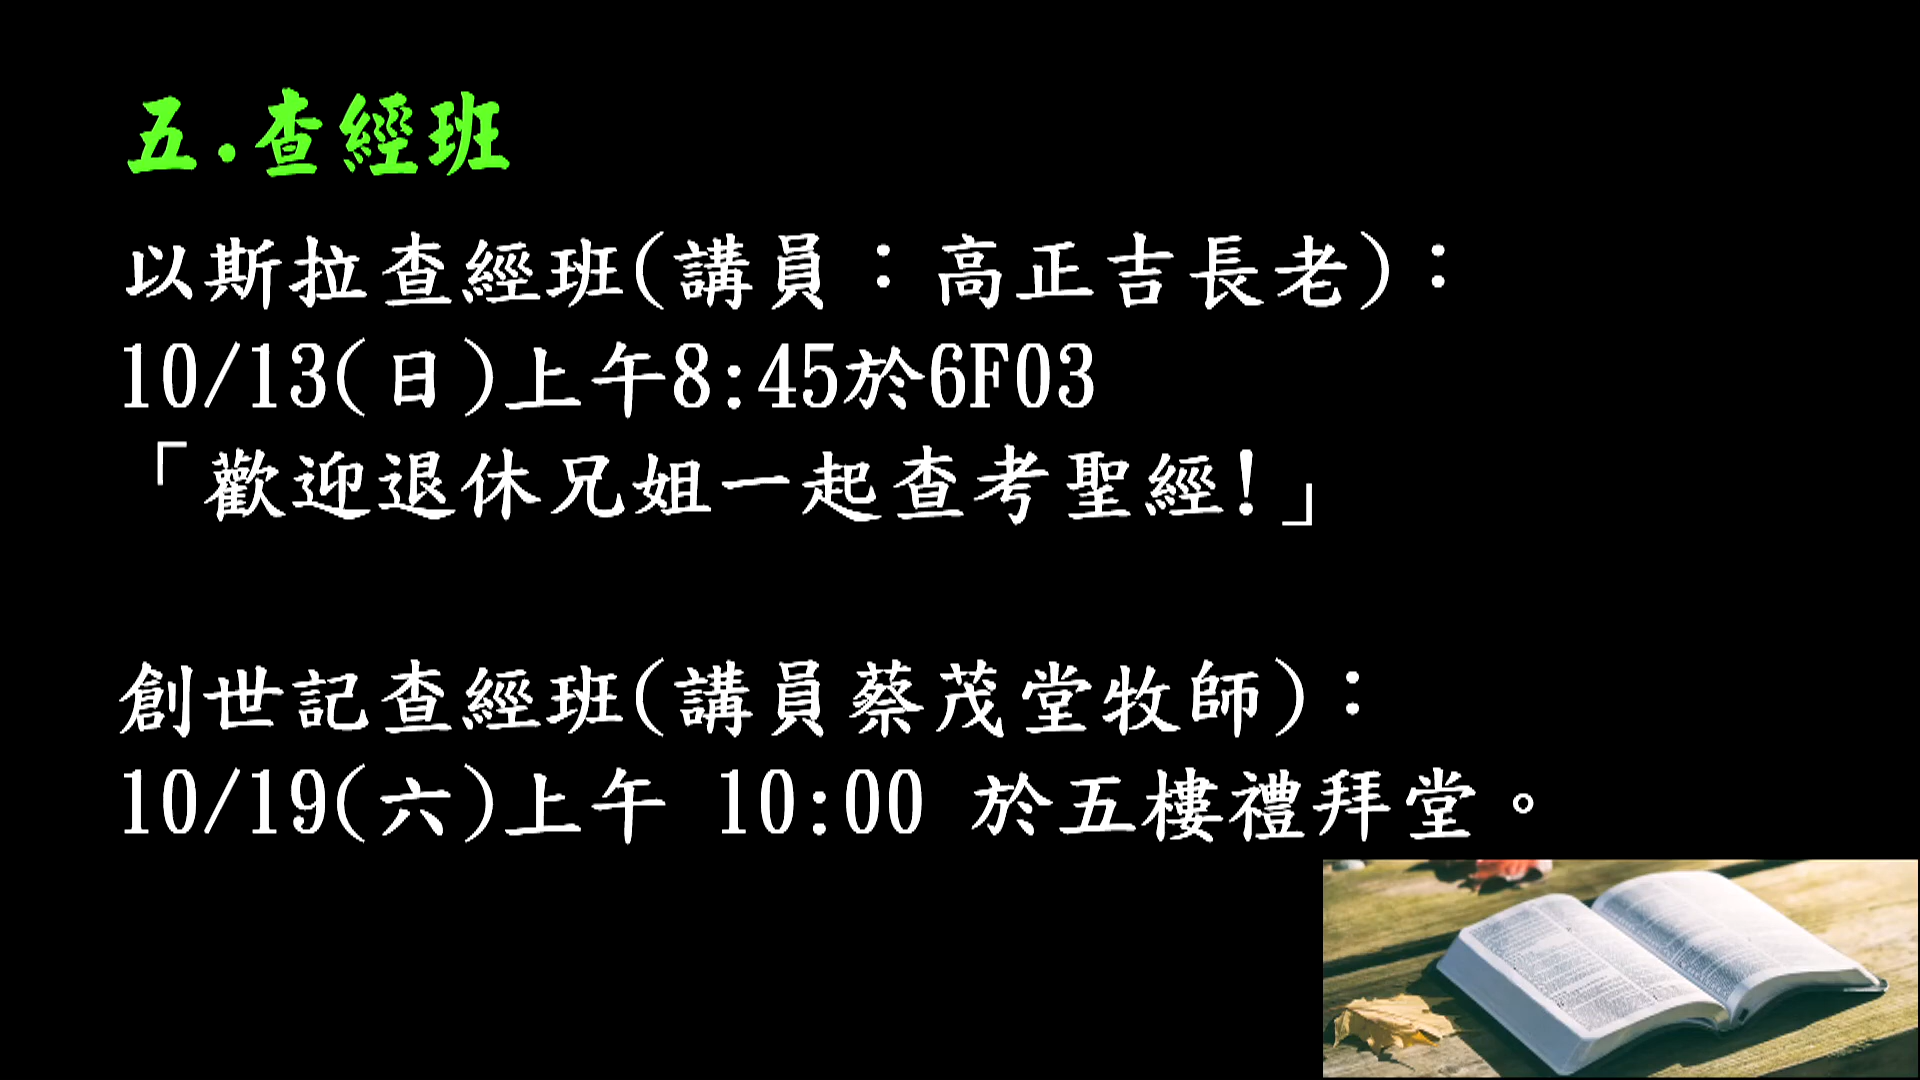 五.查經班
以斯拉查經班(講員：高正吉長老)：
10/13(日)上午8:45於6F03
「歡迎退休兄姐一起查考聖經!」
創世記查經班(講員蔡茂堂牧師)：
10/19(六)上午 10:00 於五樓禮拜堂。